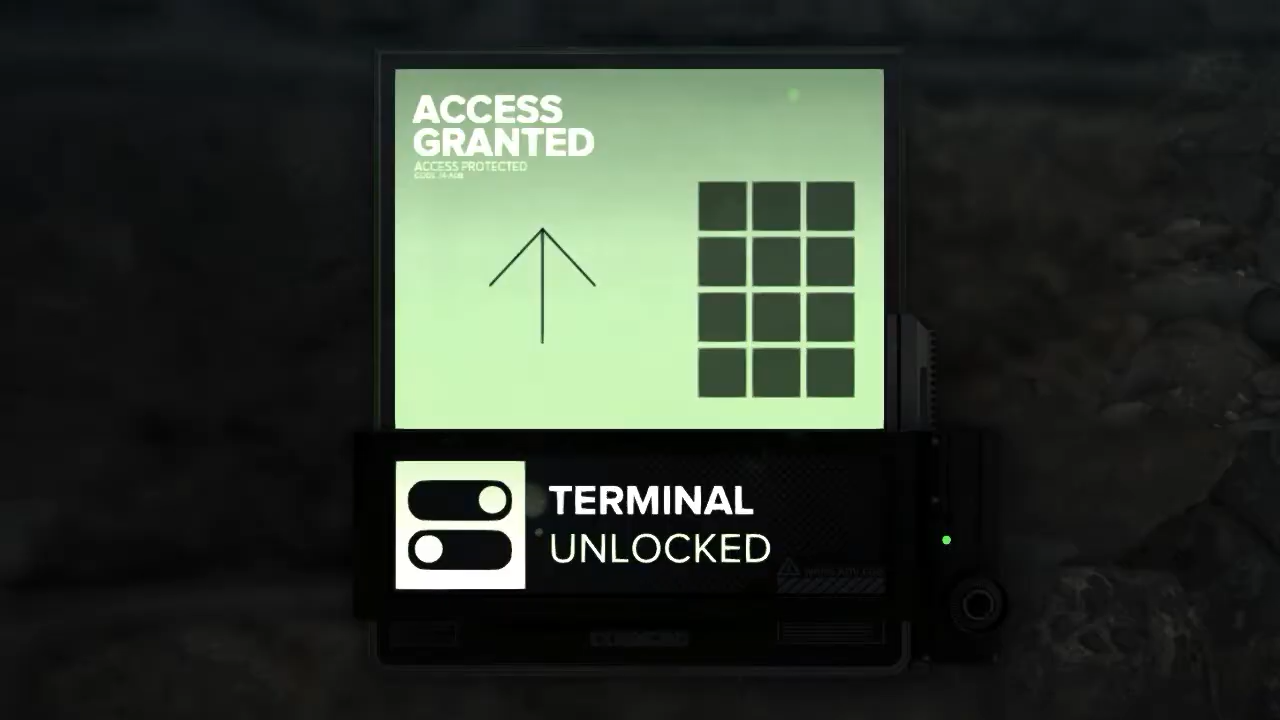 ACCESS
GRANTED
ACCESS PROTECTED
TERMINAL
UNLOCKED